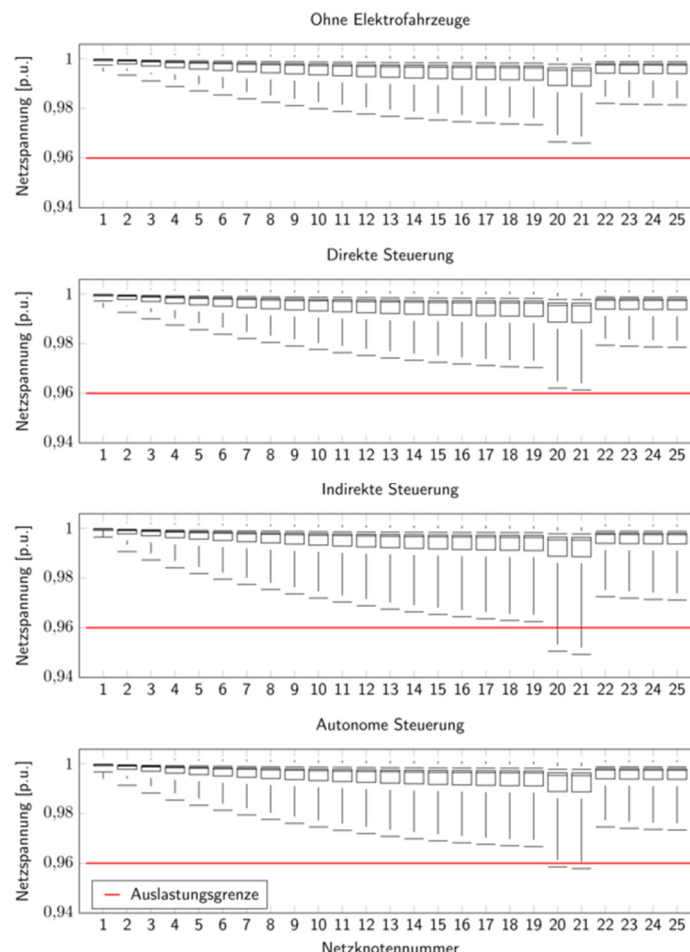 Ohne Elektrofahrzeuge
Netzspannung [p.u.]
1
0,98
0,96
0,94
1 2 3 4 5 6 7 8 9 10 11 12 13 14 15 16 17 18 19 20 21 22 23 24 25
Direkte Steuerung
Netzspannung [p.u.]
1
0,98
0,96
0,94
1 2 3 4 5 6 7 8 9 10 11 12 13 14 15 16 17 18 19 20 21 22 23 24 25
Indirekte Steuerung
Netzspannung [p.u.]
1
0,98
0,96
0,94
1 2 3 4 5 6 7 8 9 10 11 12 13 14 15 16 17 18 19 20 21 22 23 24 25
Autonome Steuerung
Netzspannung [p.u.]
1
0,98
0,96
0,94
Auslastungsgrenze
1 2 3 4 5 6 7 8 9 10 11 12 13 14 15 16 17 18 19 20 21 22 23 24 25
Netzknotennummer